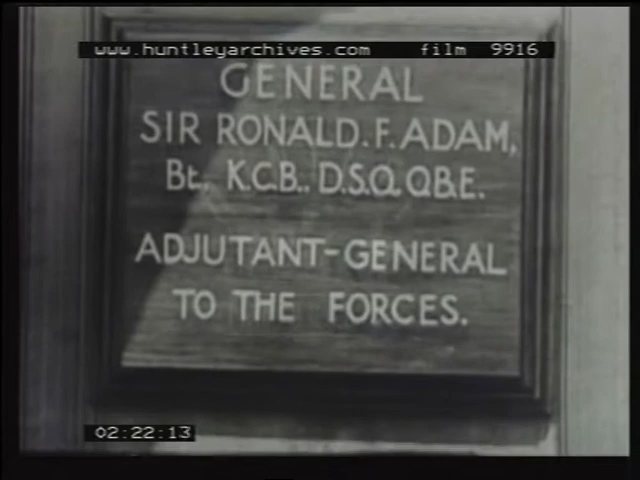 www.huntleyarchives.com film 9916
GENERAL
SIR RONALD.F.ADAM,
Bt. K.C.B. D.S.O. O.B.E.
ADJUTANT-GENERAL
TO THE FORCES.
02:22:13